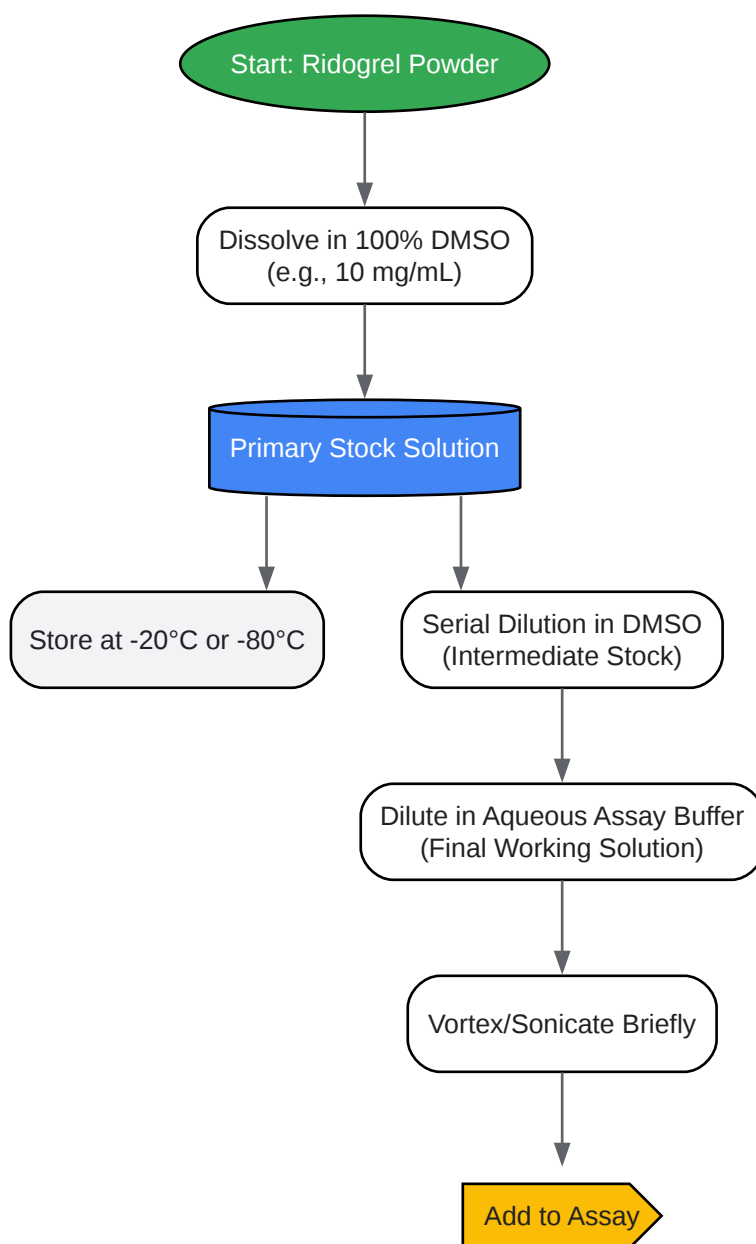 Start: Ridogrel Powder
Dissolve in 100% DMSO
(e.g., 10 mg/mL)
Primary Stock Solution
Store at -20°C or -80°C
Serial Dilution in DMSO
(Intermediate Stock)
Dilute in Aqueous Assay Buffer
(Final Working Solution)
Vortex/Sonicate Briefly
Add to Assay